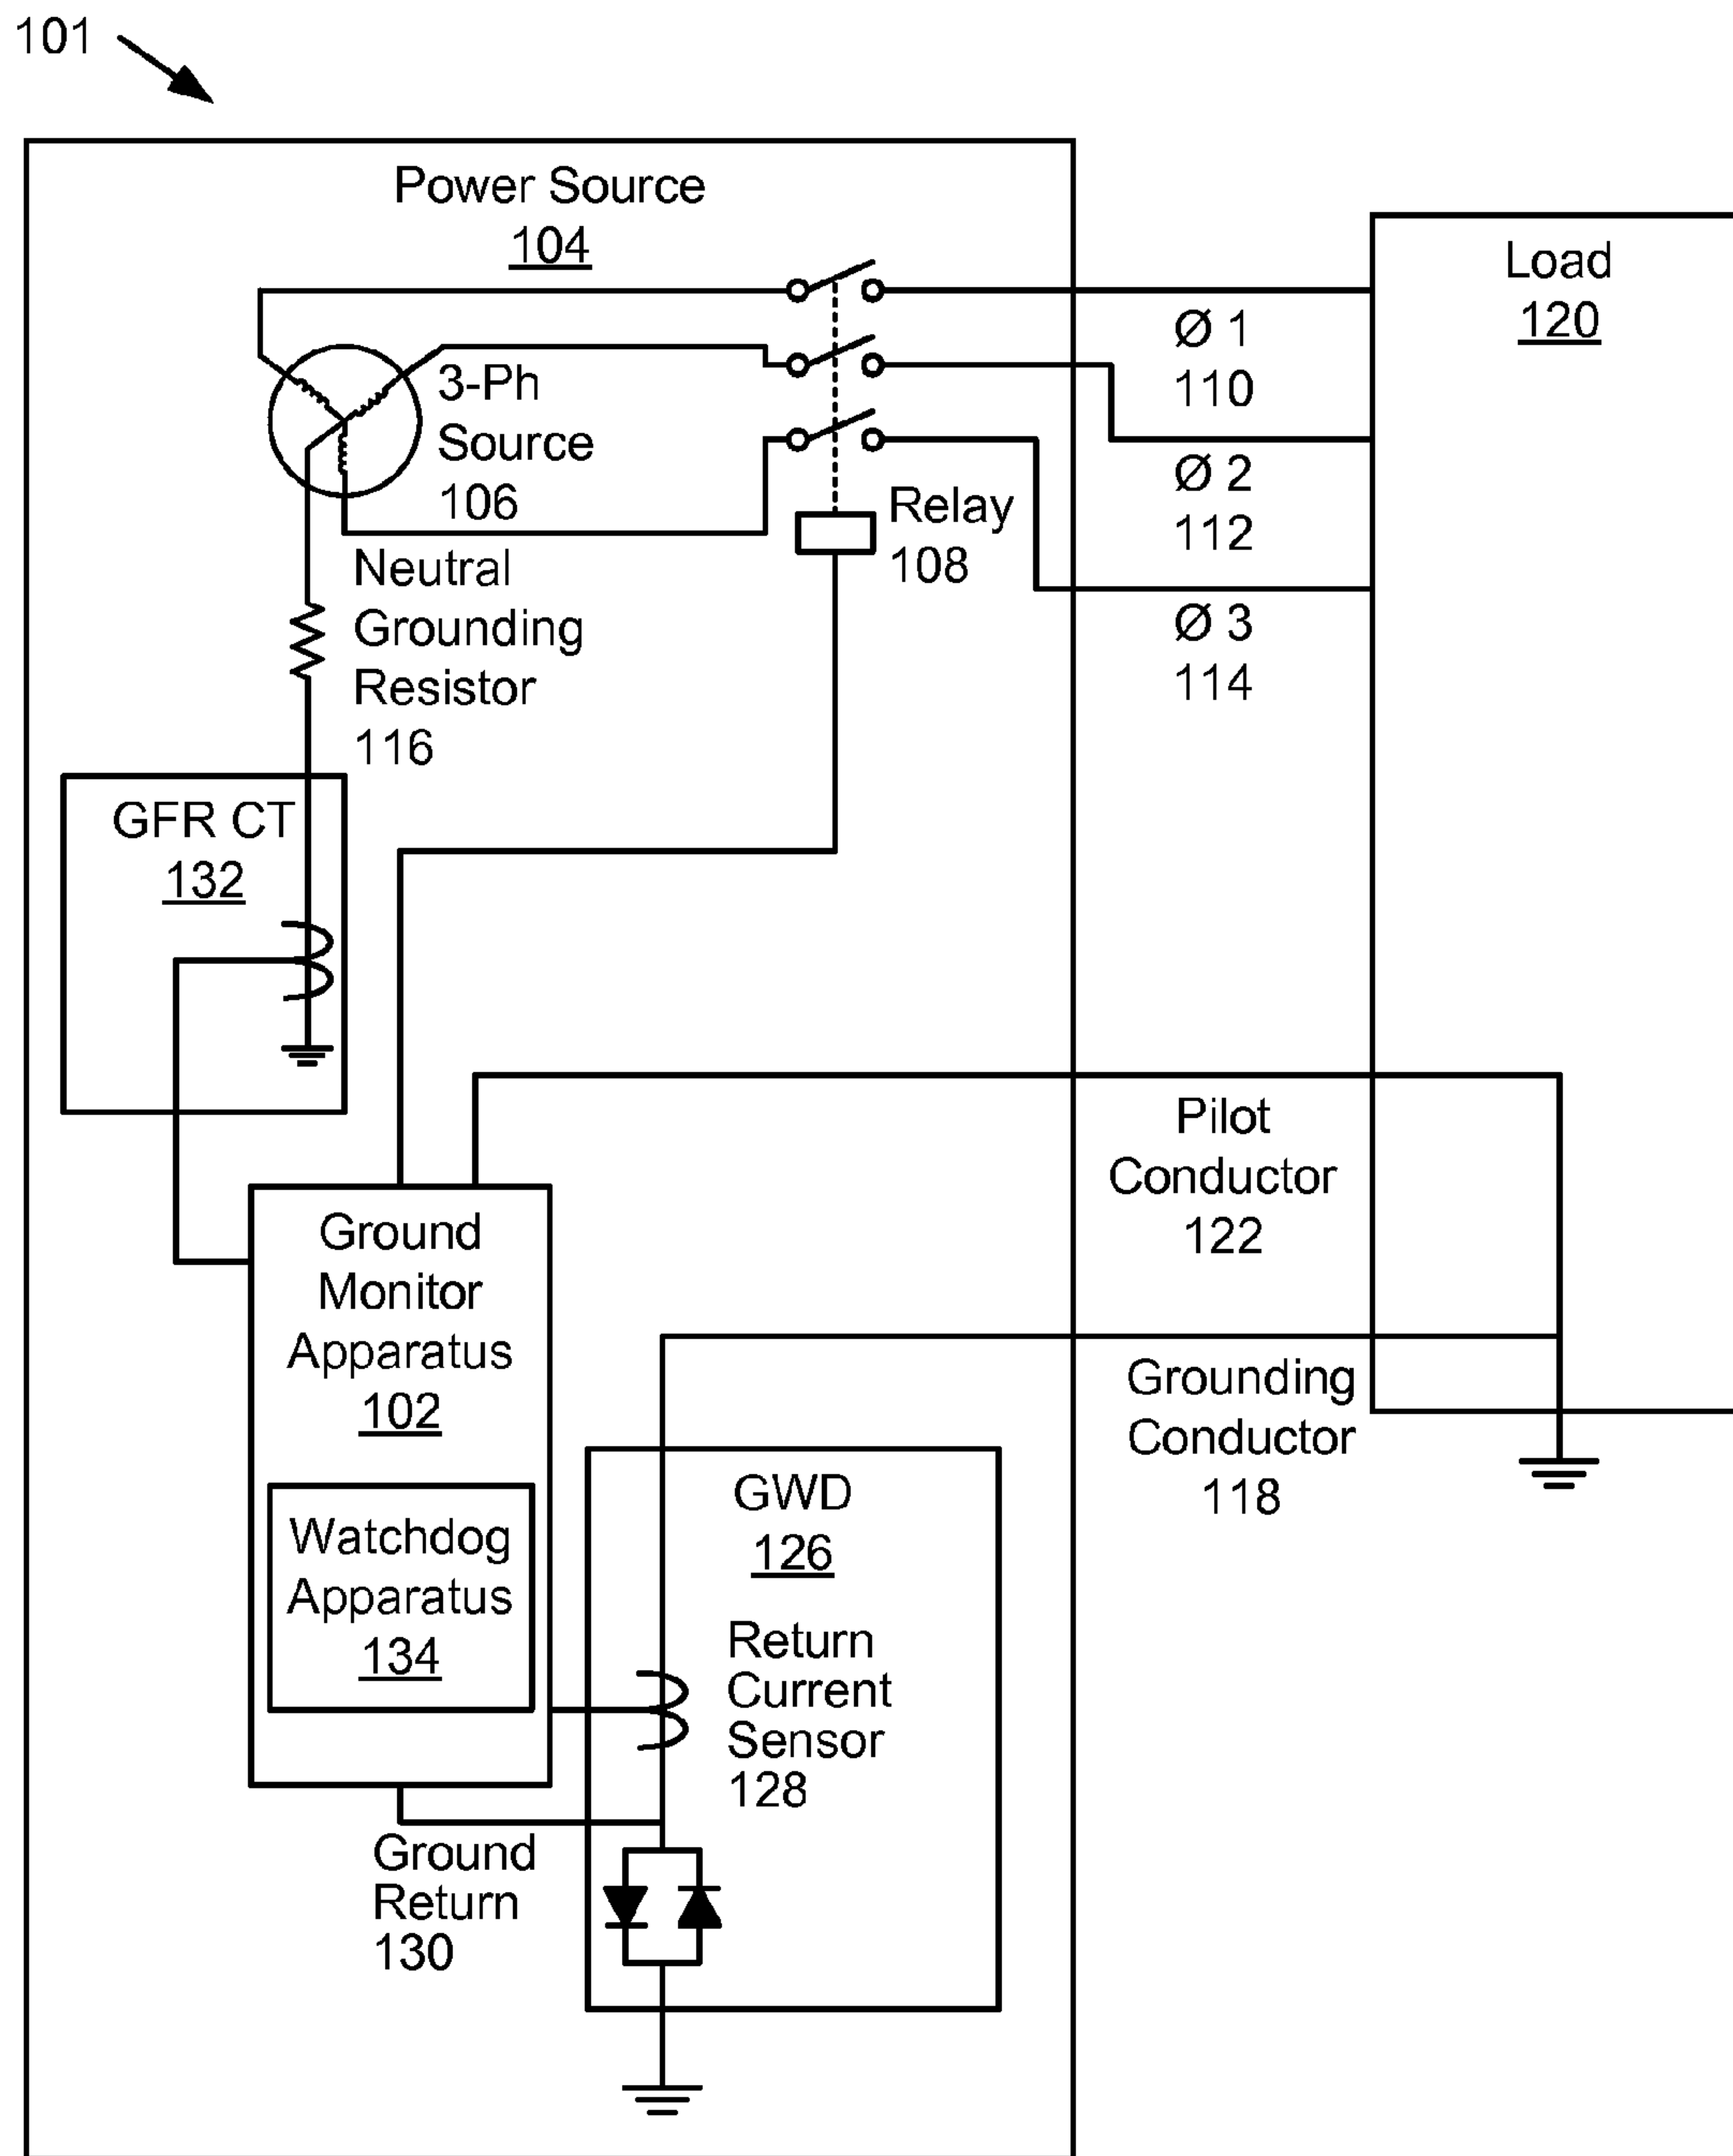 101
Power Source
104
Load
120
Ø 1
110
3-Ph
Source
106
Ø 2
112
Relay
108
Neutral
Grounding
Resistor
116
Ø 3
114
GFR CT
132
Pilot
Conductor
122
Ground
Monitor
Apparatus
102
Grounding
Conductor
118
GWD
126
Watchdog
Apparatus
134
Return
Current
Sensor
128
Ground
Return
130